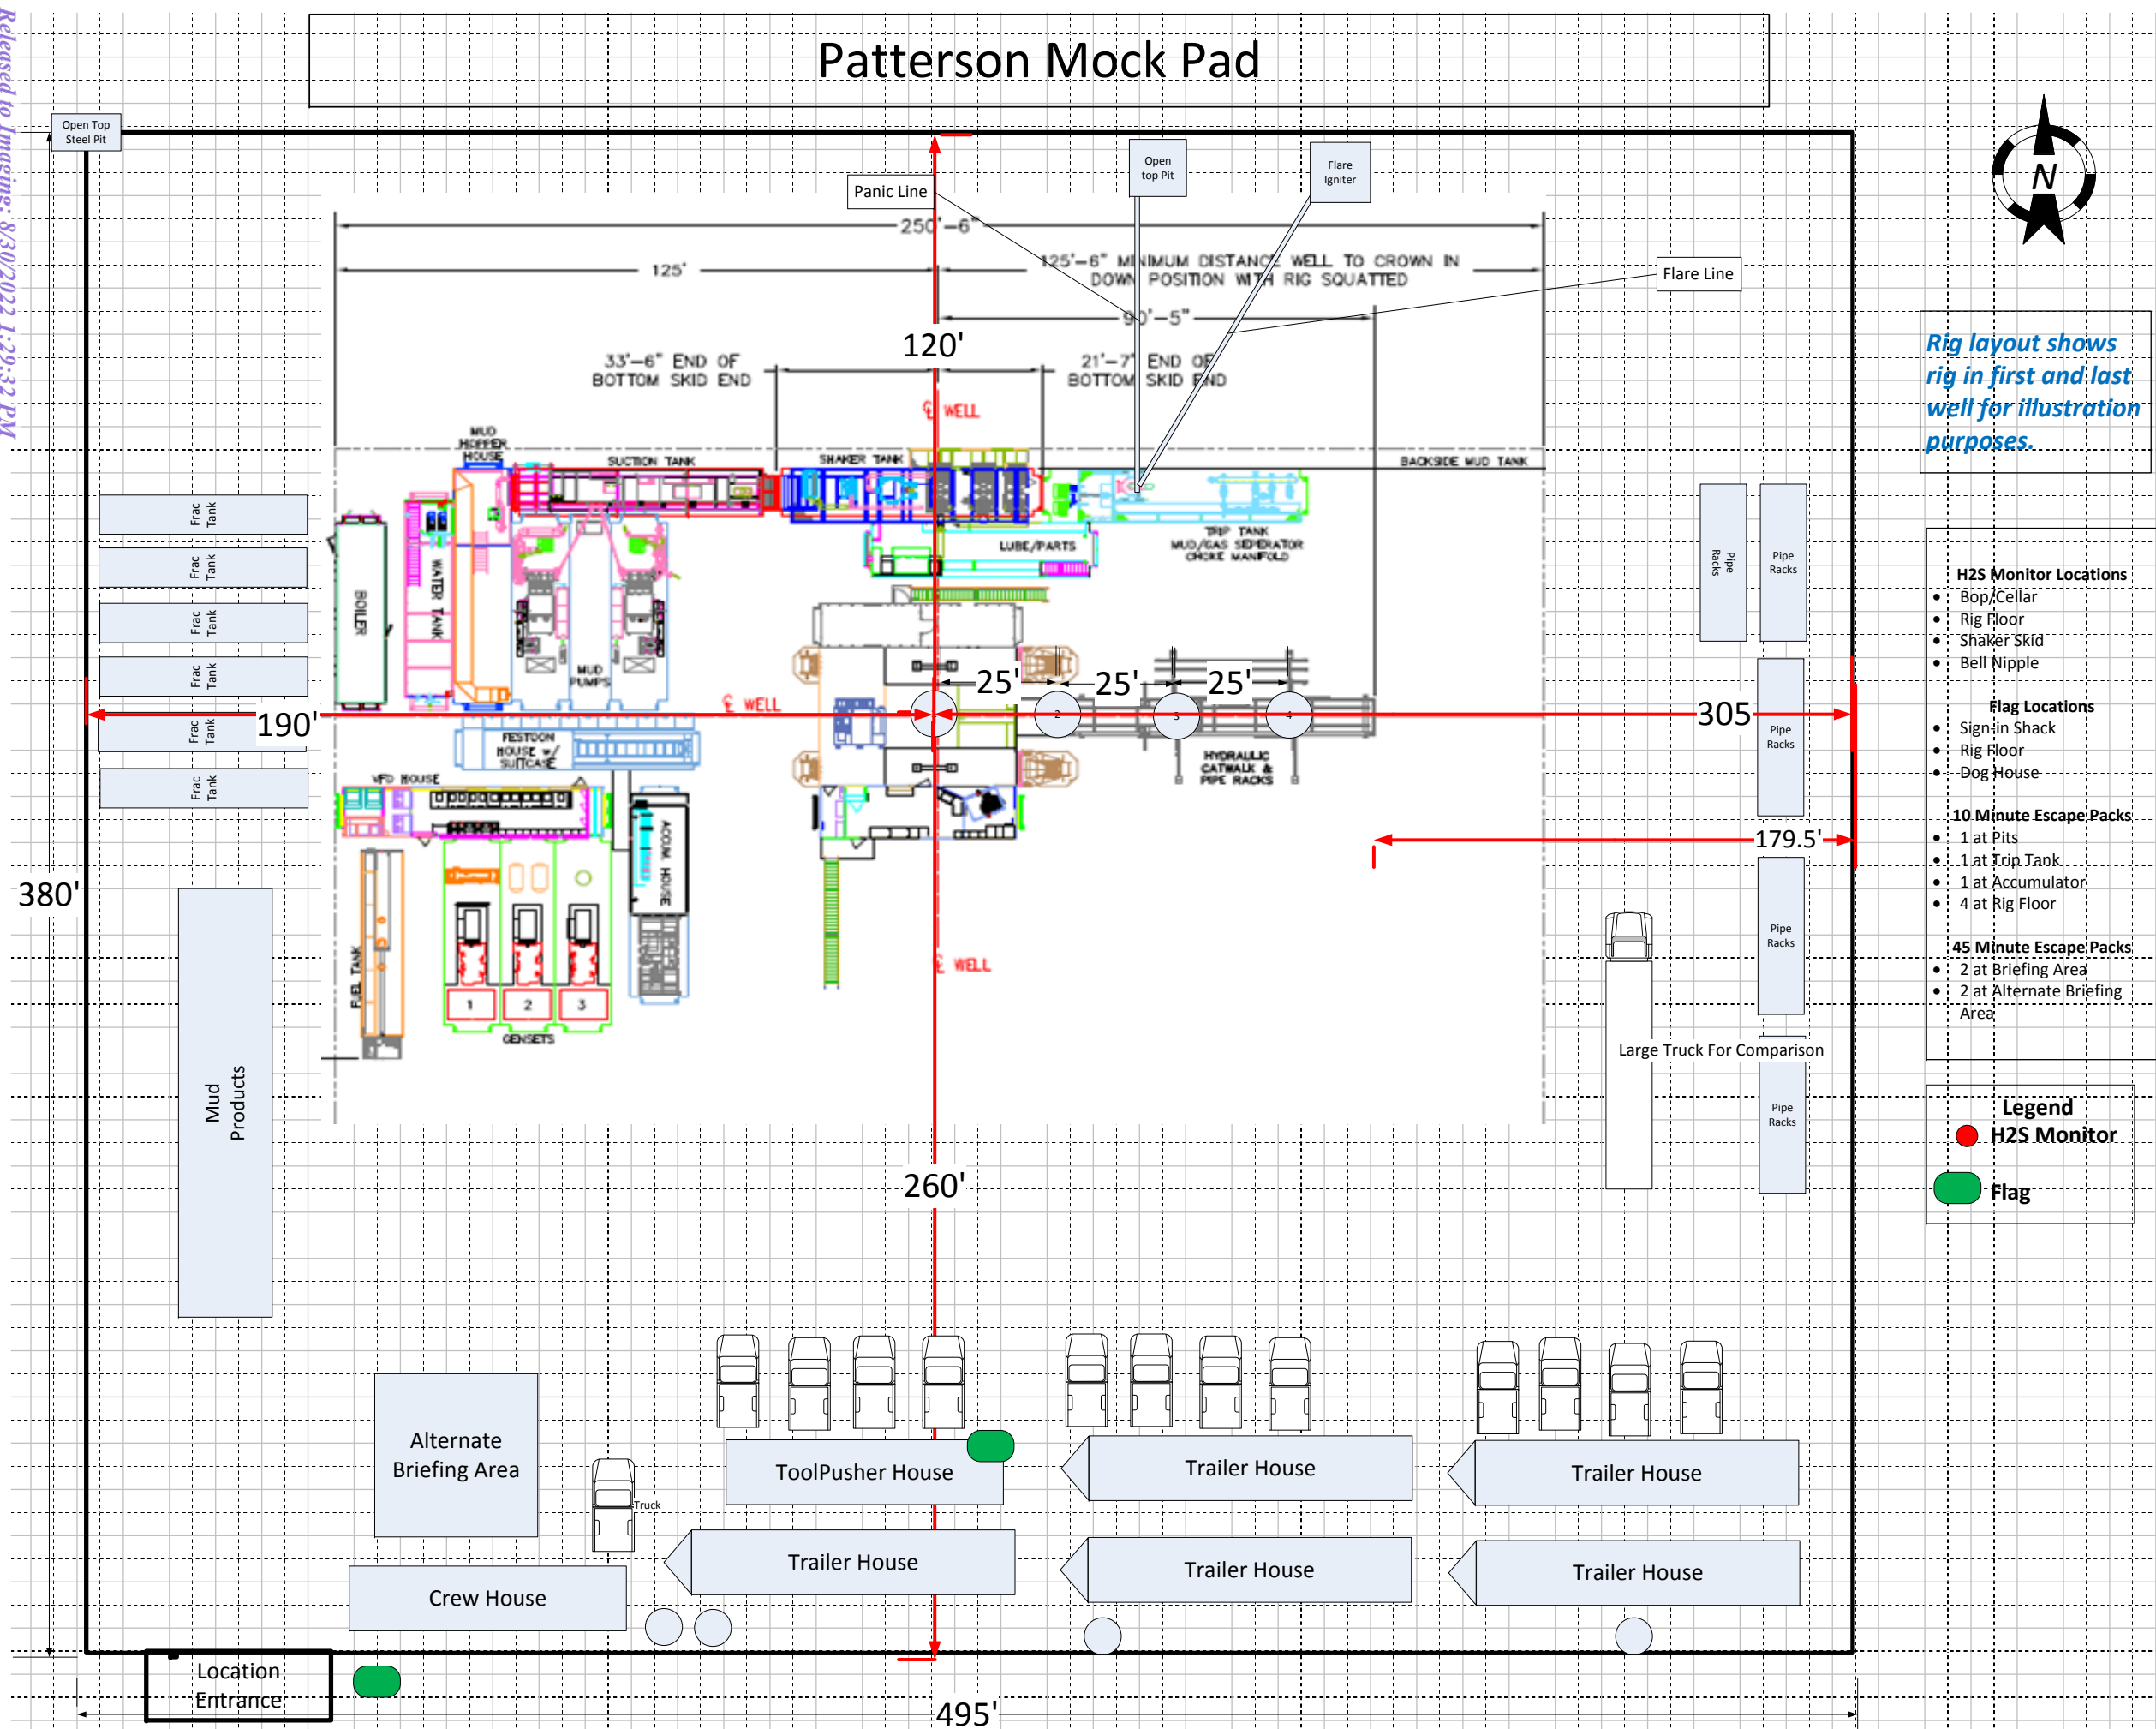 Released to Imaging: 8/30/2022 1:29:32 PM
Patterson Mock Pad
Open Top
Steel Pit
Panic Line
Open
top Pit
Flare
Igniter
N
250'-6"
125'
125'-6" MINIMUM DISTANCE WELL TO CROWN IN
DOWN POSITION WITH RIG SQUATTED
Flare Line
90'-5"
120'
33'-6" END OF
BOTTOM SKID END
21'-7" END OF
BOTTOM SKID END
Rig layout shows
rig in first and last
well for illustration
purposes.
℄ WELL
MUD
HOPPER
HOUSE
SUCTION TANK
SHAKER TANK
BACKSIDE MUD TANK
Frac
Tank
Frac
Tank
Frac
Tank
Frac
Tank
Frac
Tank
Frac
Tank
BOILER
WATER TANK
MUD
PUMPS
LUBE/PARTS
TRIP TANK
MUD/GAS SEPERATOR
CHOKE MANIFOLD
Pipe
Racks
Pipe
Racks
Pipe
Racks
Pipe
Racks
Pipe
Racks
25'
25'
25'
190'
℄ WELL
2
3
4
305
FESTOON
HOUSE w/
SUITCASE
HYDRAULIC
CATWALK &
PIPE RACKS
VFD HOUSE
ACCUM. HOUSE
179.5'
380'
FUEL TANK
℄ WELL
1
2
3
GENSETS
Mud
Products
Large Truck For Comparison
260'
H2S Monitor Locations
• Bop/Cellar
• Rig Floor
• Shaker Skid
• Bell Nipple
Flag Locations
• Sign-in Shack
• Rig Floor
• Dog House
10 Minute Escape Packs
• 1 at Pits
• 1 at Trip Tank
• 1 at Accumulator
• 4 at Rig Floor
45 Minute Escape Packs
• 2 at Briefing Area
• 2 at Alternate Briefing
Area
Legend
H2S Monitor
Flag
Alternate
Briefing Area
Truck
ToolPusher House
Trailer House
Trailer House
Crew House
Trailer House
Trailer House
Trailer House
Location
Entrance
495'